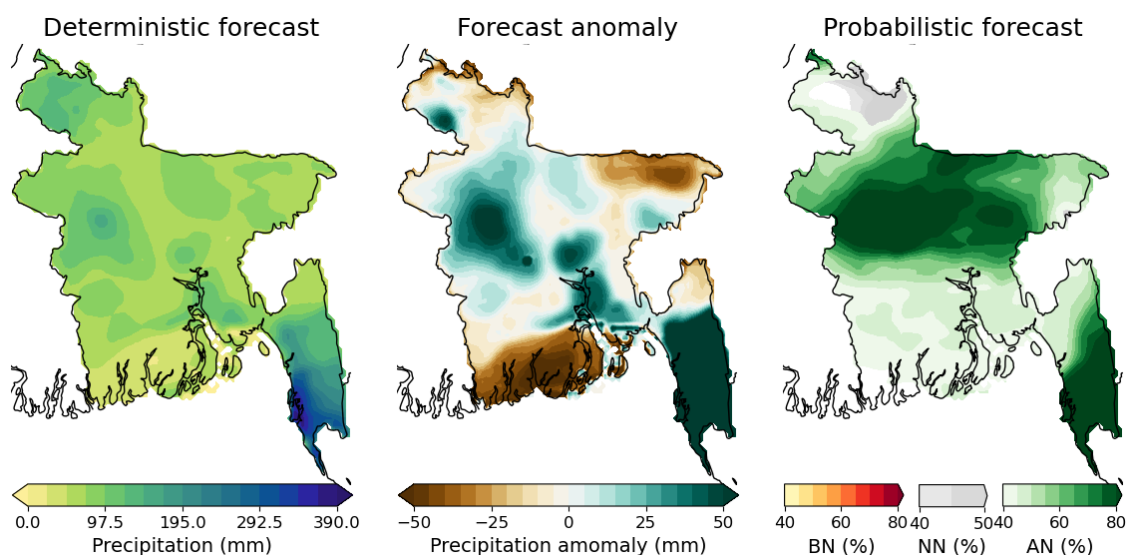 Deterministic forecast
Forecast anomaly
Probabilistic forecast
0.0 97.5 195.0 292.5 390.0
Precipitation (mm)
−50 −25 0 25 50
Precipitation amomaly (mm)
40 60 80
BN (%)
40 50
NN (%)
40 60 80
AN (%)